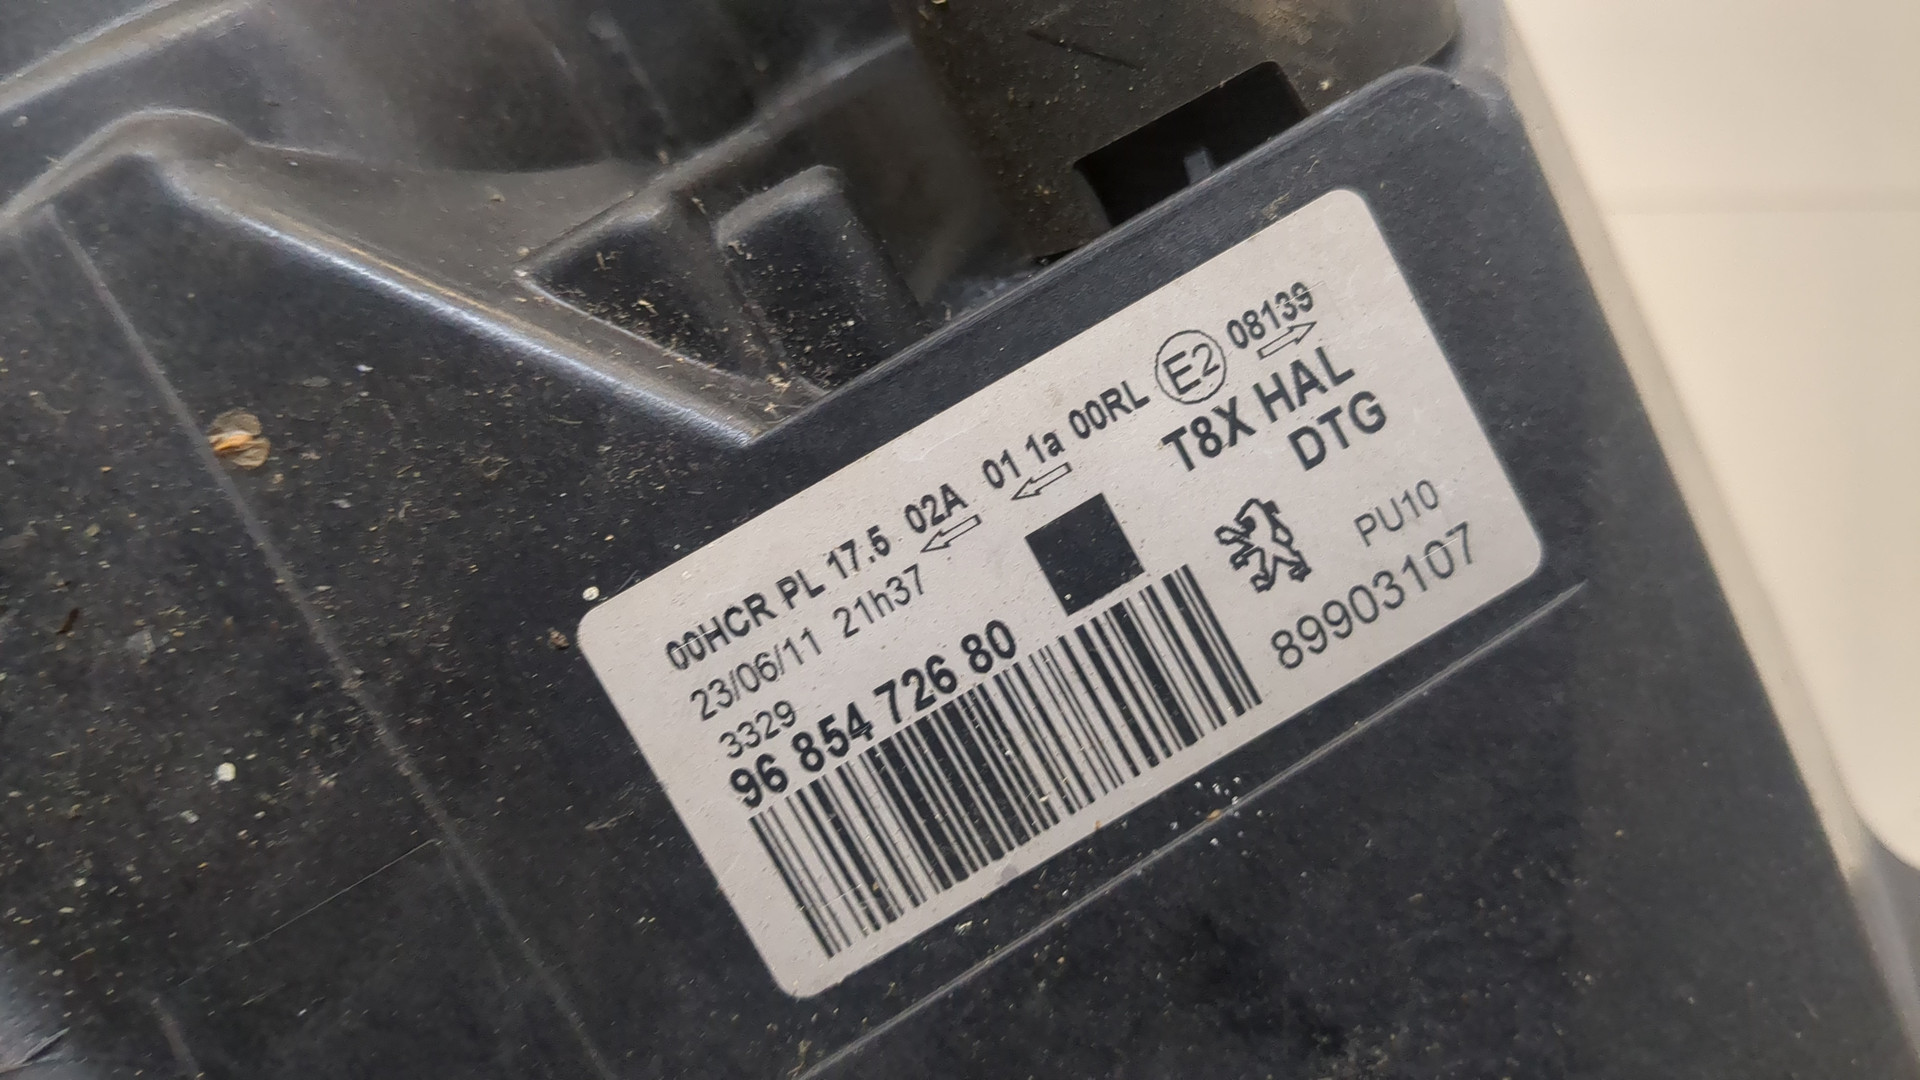 00HCR PL 17.5 02A 01 1a 00RL E2 08139
23/06/11 21h37
T8X HAL
3329
DTG
96 854 726 80
PU10
89903107